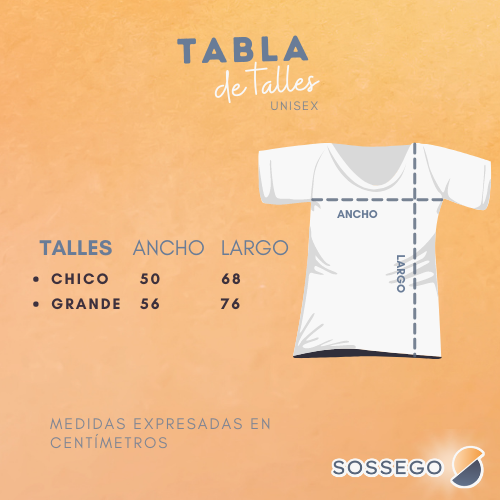 TABLA
de talles
UNISEX
ANCHO
LARGO
TALLES ANCHO LARGO
• CHICO 50 68
• GRANDE 56 76
MEDIDAS EXPRESADAS EN
CENTÍMETROS
SOSSEGO